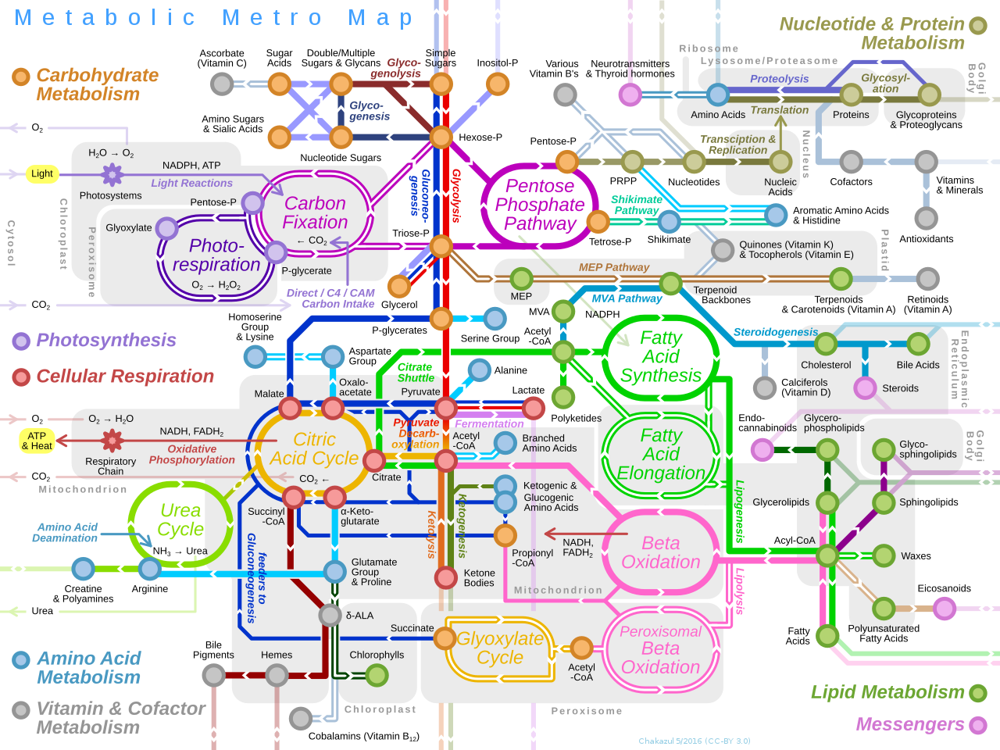 Metabolic Metro Map
Nucleotide & Protein
Metabolism
Carbohydrate
Metabolism
Ascorbate
(Vitamin C)
Sugar
Acids
Double/Multiple
Sugars & Glycans
Glyco-
genolysis
Simple
Sugars
Inositol-P
Various
Vitamin B's
Neurotransmitters
& Thyroid hormones
Ribosome
Lysosome/Proteasome
Proteolysis
Glycosyl-
ation
Golgi
Body
Glyco-
genesis
Amino Acids
Translation
Proteins
Glycoproteins
& Proteoglycans
Amino Sugars
& Sialic Acids
Nucleotide Sugars
Hexose-P
Pentose-P
Transciption &
Replication
Nucleus
O₂
H₂O → O₂
Light
NADPH, ATP
Light Reactions
Photosystems
Pentose-P
Carbon
Fixation
← CO₂
Gluconeo-
genesis
Glycolysis
Pentose
Phosphate
Pathway
PRPP
Nucleotides
Nucleic
Acids
Cofactors
Vitamins
& Minerals
Shikimate
Pathway
Aromatic Amino Acids
& Histidine
Tetrose-P
Shikimate
Antioxidants
Cytosol
Chloroplast
Peroxisome
Glyoxylate
Photo-
respiration
O₂ → H₂O₂
P-glycerate
Triose-P
Quinones (Vitamin K)
& Tocopherols (Vitamin E)
Plastid
MEP Pathway
MEP
MVA Pathway
Terpenoid
Backbones
Terpenoids
& Carotenoids (Vitamin A)
Retinoids
(Vitamin A)
CO₂
Direct / C4 / CAM
Carbon Intake
Glycerol
MVA
NADPH
Homoserine
Group
& Lysine
P-glycerates
Serine Group
Acetyl
-CoA
Fatty
Acid
Synthesis
Steroidogenesis
Cholesterol
Bile Acids
Endoplasmic
Reticulum
Photosynthesis
Aspartate
Group
Citrate
Shuttle
Alanine
Cellular Respiration
Malate
Oxalo-
acetate
Pyruvate
Lactate
Polyketides
Calciferols
(Vitamin D)
Steroids
O₂
O₂ → H₂O
ATP
& Heat
NADH, FADH₂
Oxidative
Phosphorylation
Respiratory
Chain
Citric
Acid Cycle
CO₂ ←
Pyruvate
Decarb-
oxylation
Fermentation
Acetyl
-CoA
Branched
Amino Acids
Fatty
Acid
Elongation
Endo-
cannabinoids
Glycero-
phospholipids
Glyco-
sphingolipids
Golgi
Body
CO₂
Mitochondrion
Citrate
Ketogenic &
Glucogenic
Amino Acids
Lipogenesis
Glycerolipids
Sphingolipids
Urea
Cycle
NH₃ → Urea
Amino Acid
Deamination
Succinyl
-CoA
α-Keto-
glutarate
Ketolysis
Ketogenesis
Propionyl
-CoA
NADH,
FADH₂
Beta
Oxidation
Acyl-CoA
Waxes
Creatine
& Polyamines
Arginine
feeders to
Gluconeogenesis
Glutamate
Group
& Proline
Ketone
Bodies
Mitochondrion
Lipolysis
Eicosanoids
Urea
δ-ALA
Succinate
Glyoxylate
Cycle
Acetyl
-CoA
Peroxisomal
Beta
Oxidation
Fatty
Acids
Polyunsaturated
Fatty Acids
Amino Acid
Metabolism
Bile
Pigments
Hemes
Chlorophylls
Lipid Metabolism
Vitamin & Cofactor
Metabolism
Chloroplast
Peroxisome
Messengers
Cobalamins (Vitamin B₁₂)
Chakazul 5/2016 (CC-BY 3.0)